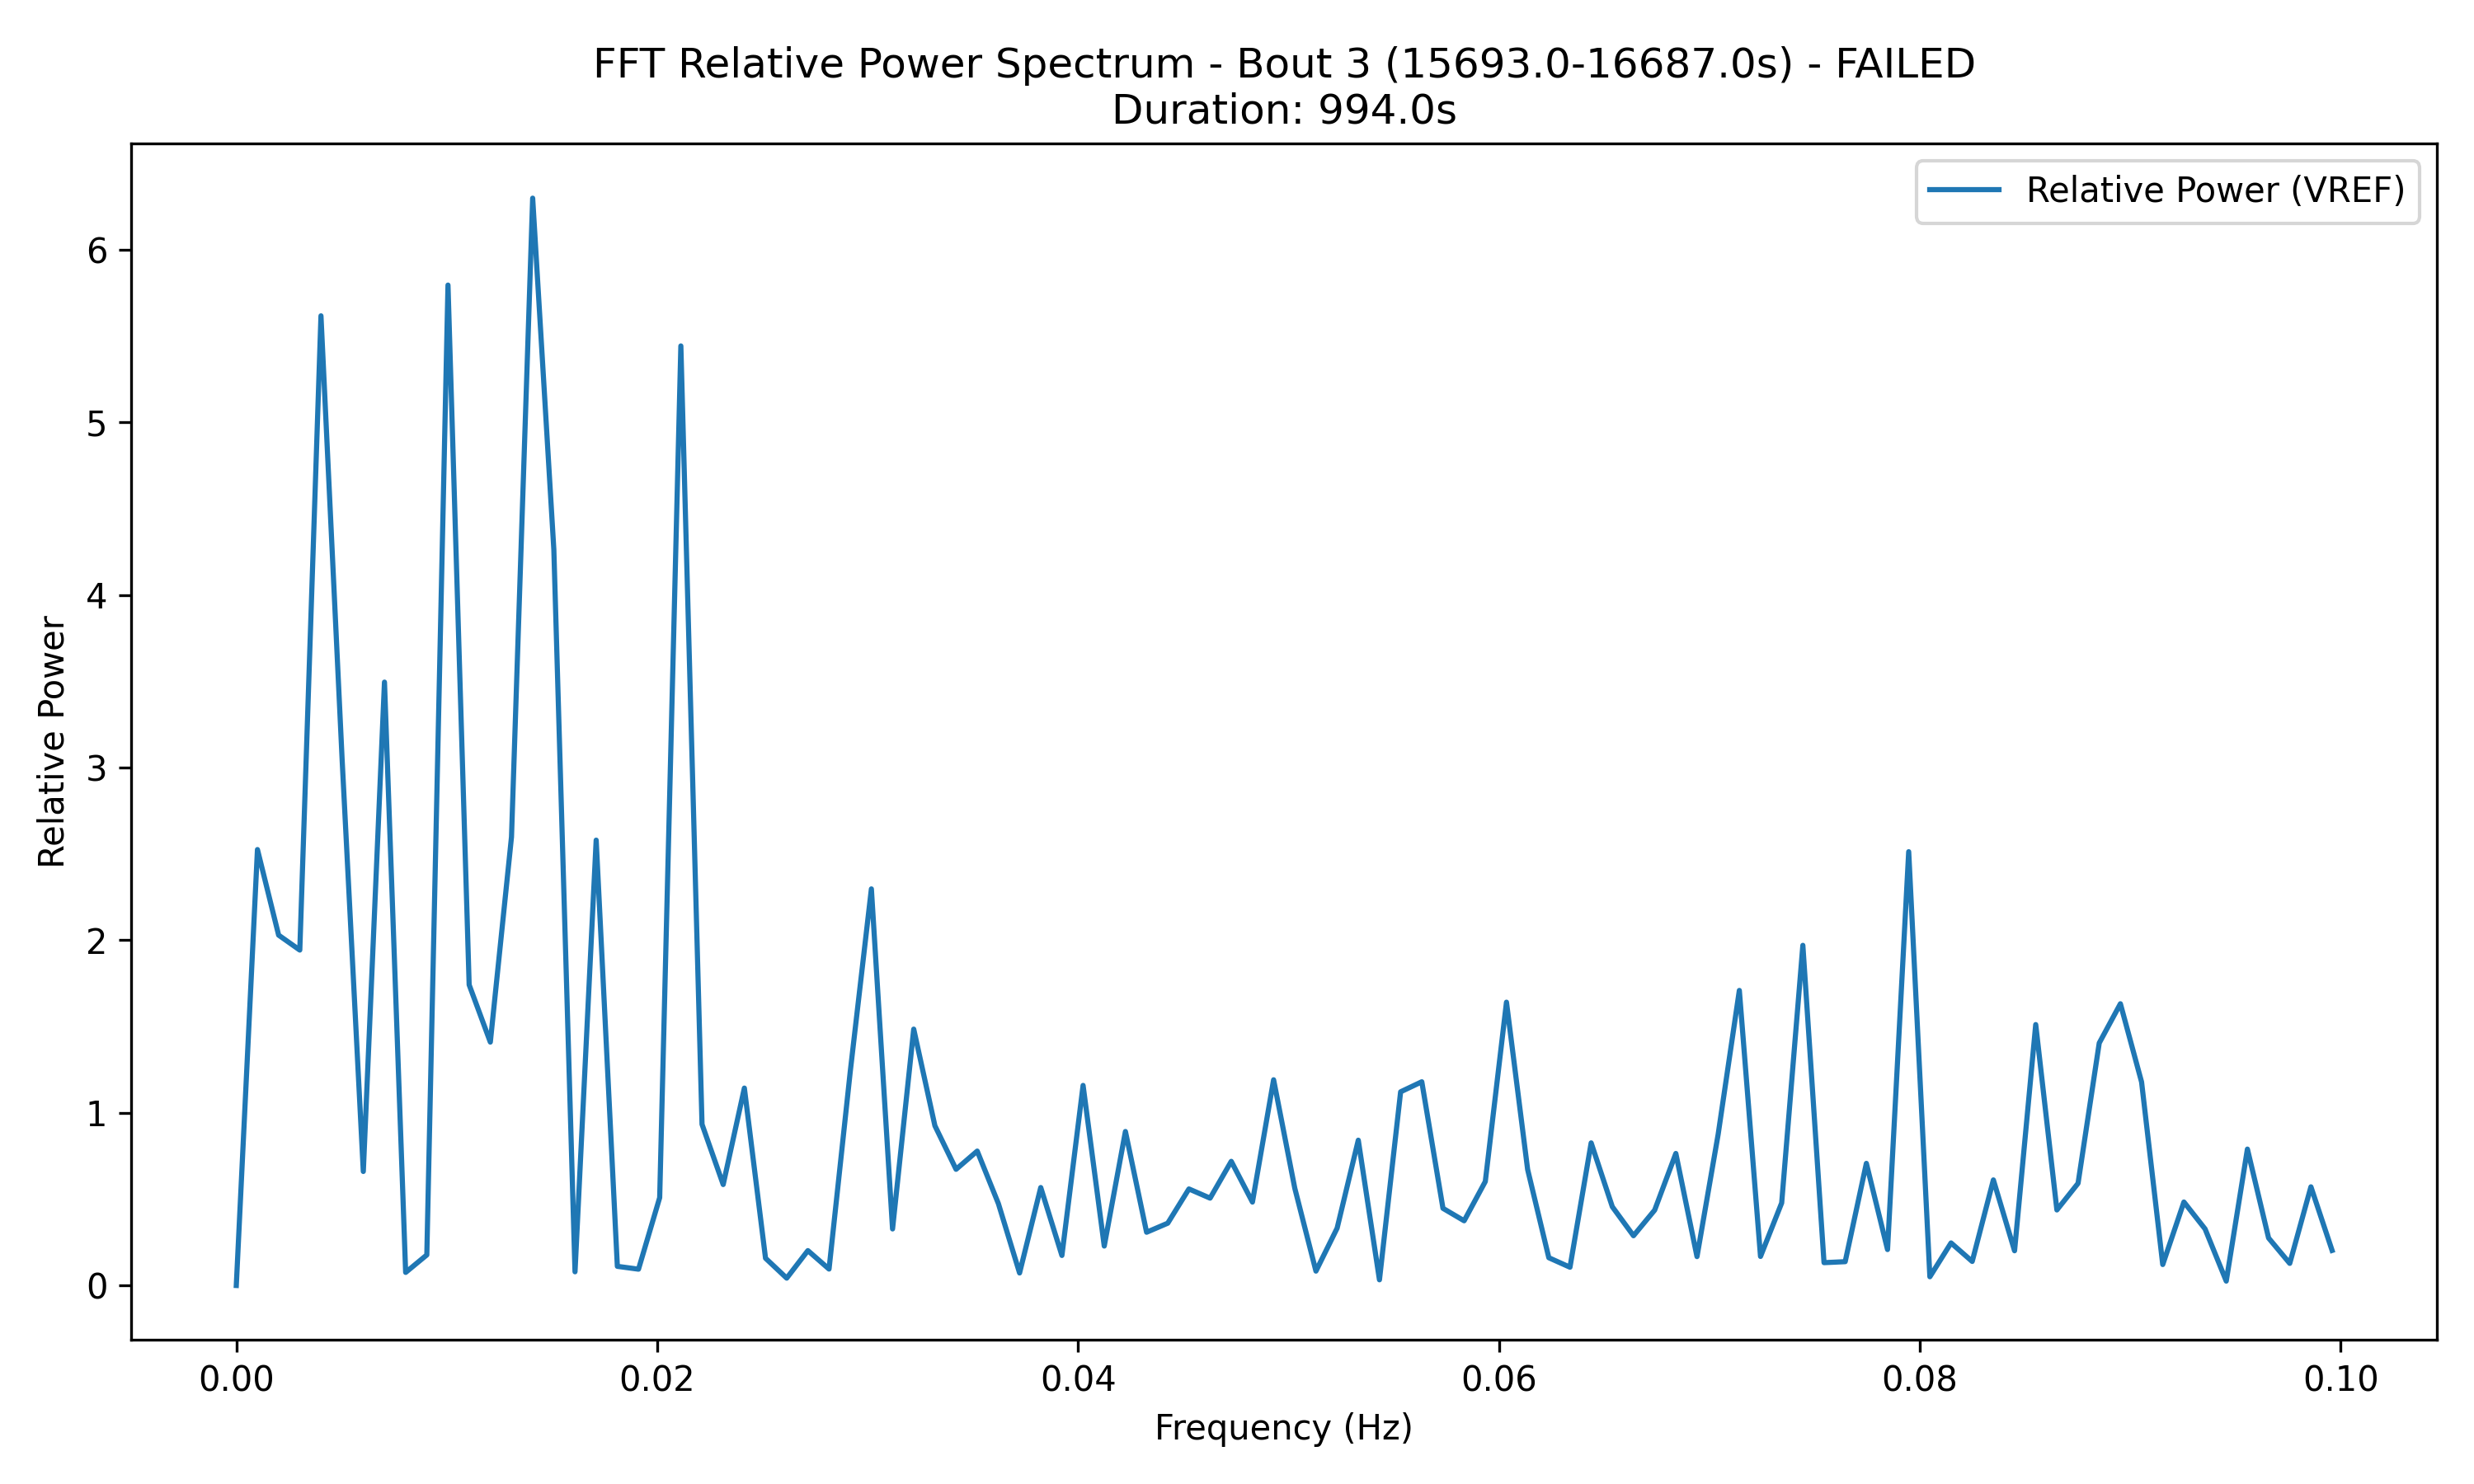 FFT Relative Power Spectrum - Bout 3 (15693.0-16687.0s) - FAILED
Duration: 994.0s
Relative Power (VREF)
6
5
4
3
2
1
0
Relative Power
0.00 0.02 0.04 0.06 0.08 0.10
Frequency (Hz)